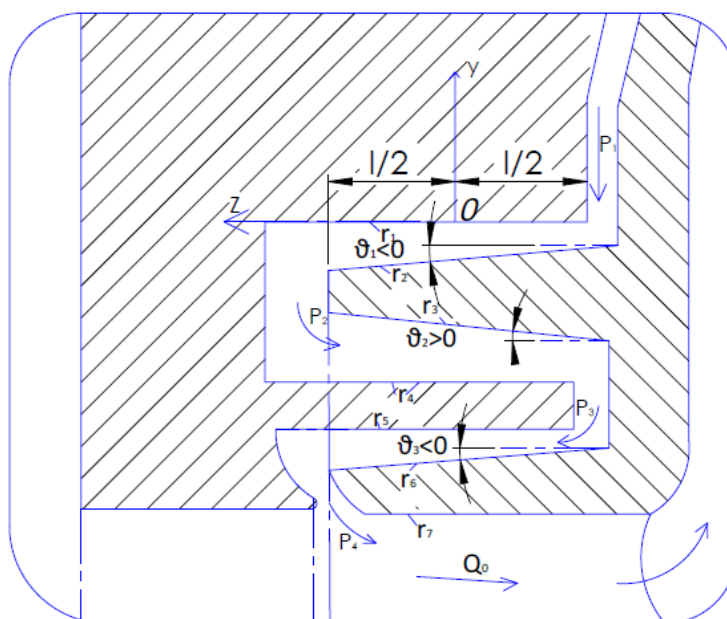 y
P₁
l/2
l/2
Z
O
r₁
ϑ₁<0
r₂
r₃
P₂
ϑ₂>0
r₄
P₃
r₅
ϑ₃<0
r₆
r₇
P₄
Q₀